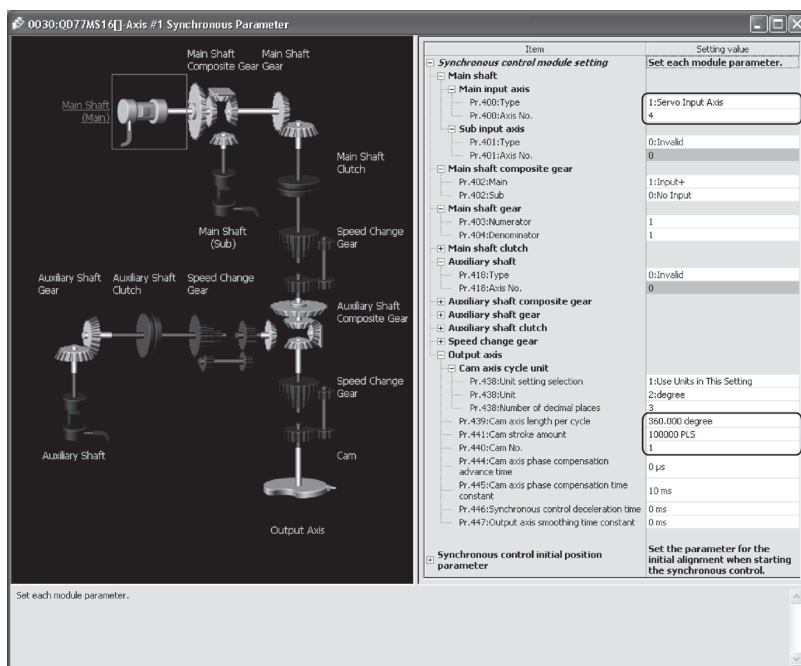 0030:QD77MS16[]-Axis #1 Synchronous Parameter
Main Shaft Main Shaft
Composite Gear Gear
Main Shaft
(Main)
Main Shaft
Clutch
Main Shaft
(Sub)
Speed Change
Gear
Auxiliary Shaft Auxiliary Shaft Speed Change
Gear Clutch Gear
Auxiliary Shaft
Composite Gear
Speed Change
Gear
Auxiliary Shaft
Cam
Output Axis
Item Setting value
Synchronous control module setting Set each module parameter.
Main shaft
Main input axis
Pr.400:Type 1:Servo Input Axis
Pr.400:Axis No. 4
Sub input axis
Pr.401:Type 0:Invalid
Pr.401:Axis No. 0
Main shaft composite gear
Pr.402:Main 1:Input+
Pr.402:Sub 0:No Input
Main shaft gear
Pr.403:Numerator 1
Pr.404:Denominator 1
Main shaft clutch
Auxiliary shaft
Pr.418:Type 0:Invalid
Pr.418:Axis No. 0
Auxiliary shaft composite gear
Auxiliary shaft gear
Auxiliary shaft clutch
Speed change gear
Output axis
Cam axis cycle unit
Pr.438:Unit setting selection 1:Use Units in This Setting
Pr.438:Unit 2:degree
Pr.438:Number of decimal places 3
Pr.439:Cam axis length per cycle 360.000 degree
Pr.441:Cam stroke amount 100000 PLS
Pr.440:Cam No. 1
Pr.444:Cam axis phase compensation
advance time 0 µs
Pr.445:Cam axis phase compensation time
constant 10 ms
Pr.446:Synchronous control deceleration time 0 ms
Pr.447:Output axis smoothing time constant 0 ms
Synchronous control initial position
parameter
Set the parameter for the
initial alignment when starting
the synchronous control.
Set each module parameter.